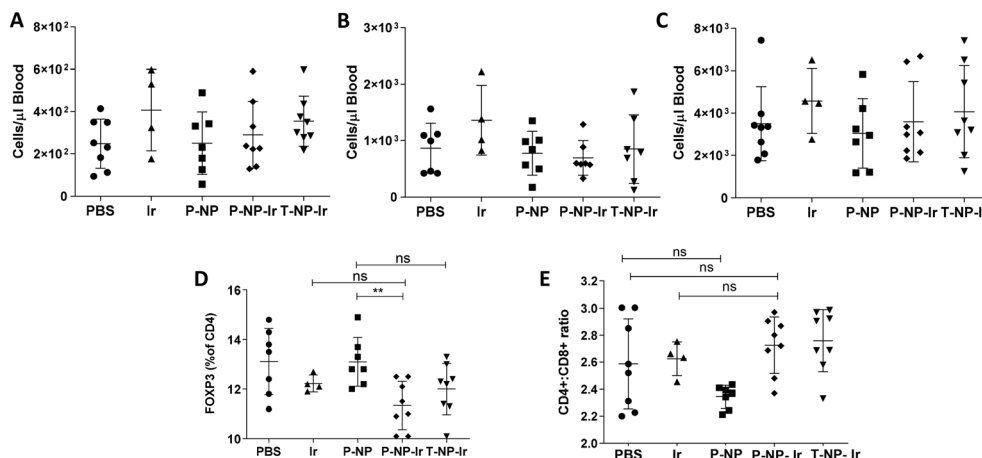 A
B
C
8×10²
6×10²
4×10²
2×10²
0
Cells/µl Blood
PBS Ir P-NP P-NP-Ir T-NP-Ir
3×10³
2×10³
1×10³
0
Cells/µl Blood
PBS Ir P-NP P-NP-Ir T-NP-Ir
8×10³
6×10³
4×10³
2×10³
0
Cells/µl Blood
PBS Ir P-NP P-NP-Ir T-NP-I
D
ns
ns
**
16
14
12
10
FOXP3 (%of CD4)
PBS Ir P-NP P-NP-Ir T-NP-Ir
E
ns
ns
ns
3.2
3.0
2.8
2.6
2.4
2.2
2.0
CD4+:CD8+ ratio
PBS Ir P-NP P-NP- Ir T-NP- Ir